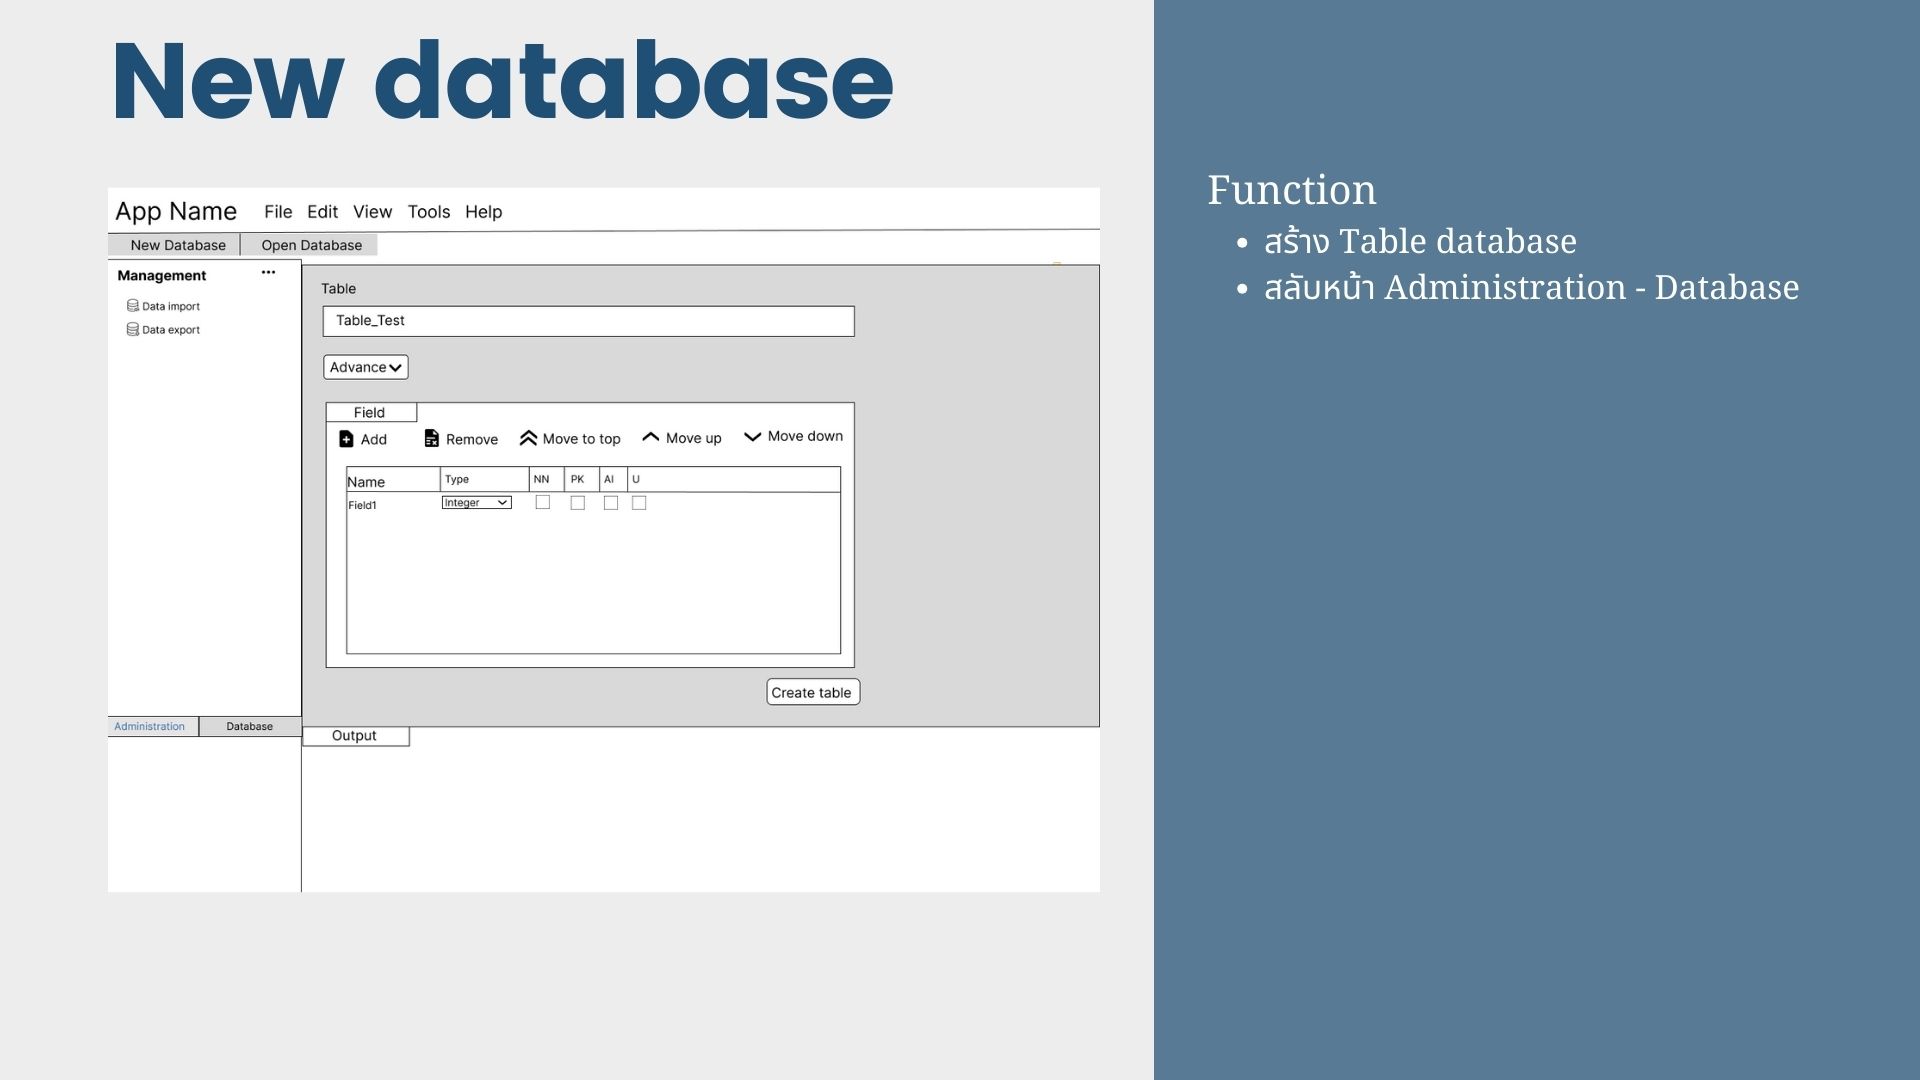 New database
App Name File Edit View Tools Help
New Database Open Database
Management ...
Data import
Data export
Table
Table_Test
Advance
Field
Add Remove Move to top Move up Move down
Name Type NN PK AI U
Field1 Integer
Create table
Administration Database
Output
Function
• สร้าง Table database
• สลับหน้า Administration - Database